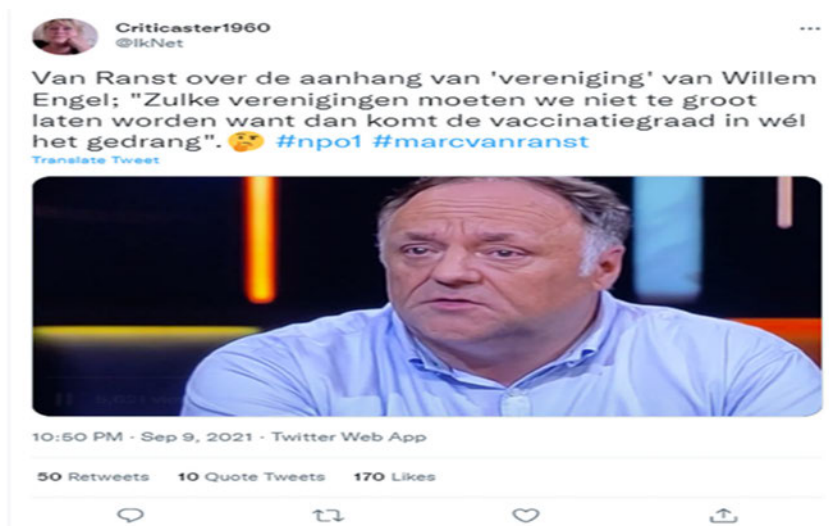 Criticaster1960
@IkNet
Van Ranst over de aanhang van 'vereniging' van Willem
Engel; "Zulke verenigingen moeten we niet te groot
laten worden want dan komt de vaccinatiegraad in wél
het gedrang". 🤔 #npo1 #marcvanranst
Translate Tweet
10:50 PM · Sep 9, 2021 · Twitter Web App
50 Retweets 10 Quote Tweets 170 Likes